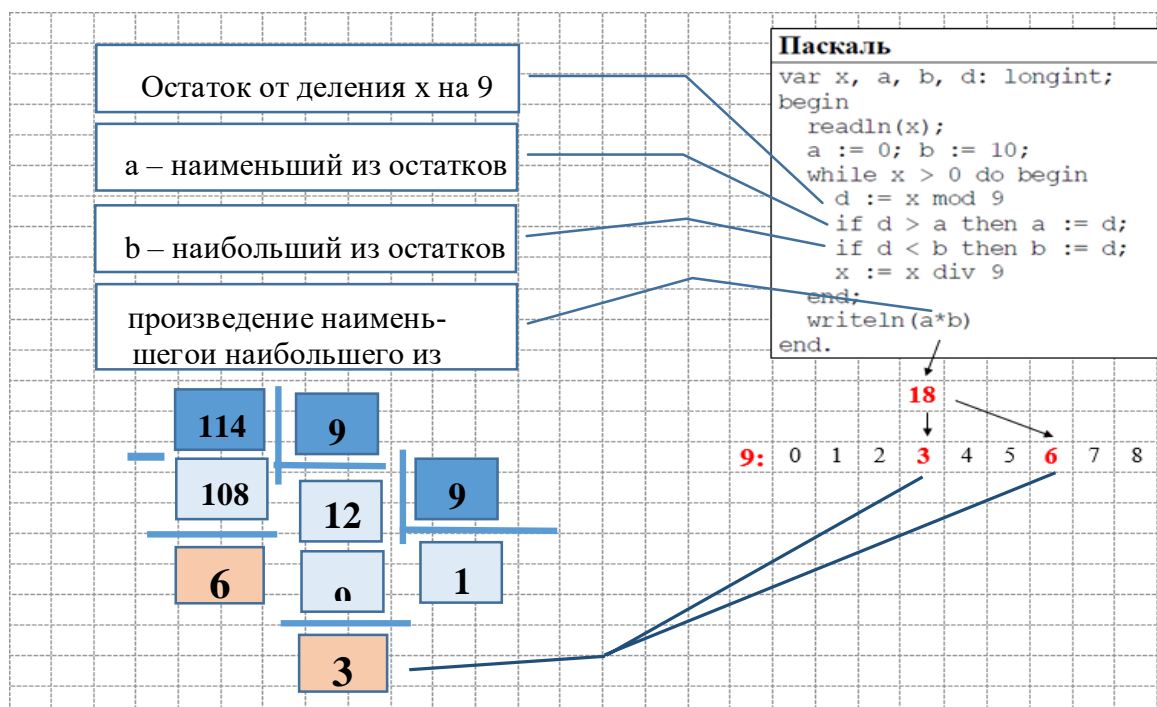 Остаток от деления x на 9
a – наименьший из остатков
b – наибольший из остатков
произведение наимень-
шегои наибольшего из
Паскаль
var x, a, b, d: longint;
begin
readln(x);
a := 0; b := 10;
while x > 0 do begin
d := x mod 9
if d > a then a := d;
if d < b then b := d;
x := x div 9
end;
writeln(a*b)
end.
18
9: 0 1 2 3 4 5 6 7 8
114 9
108 12 9
6 9 1
3